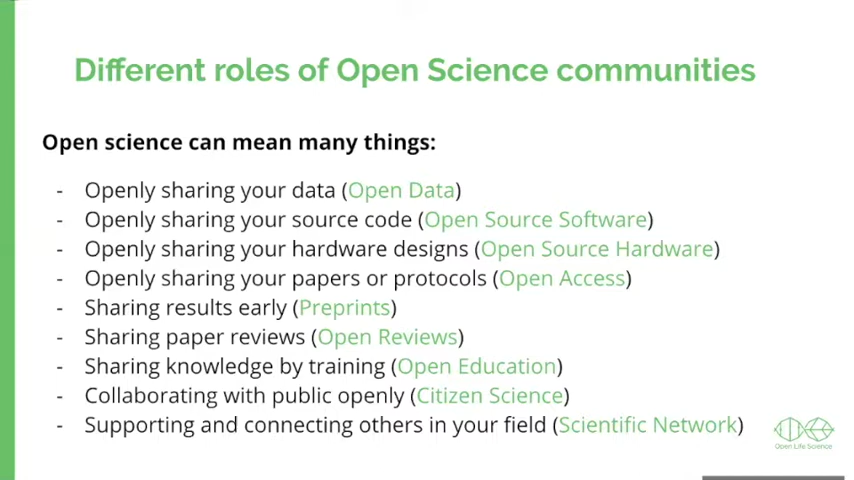 Different roles of Open Science communities
Open science can mean many things:
- Openly sharing your data (Open Data)
- Openly sharing your source code (Open Source Software)
- Openly sharing your hardware designs (Open Source Hardware)
- Openly sharing your papers or protocols (Open Access)
- Sharing results early (Preprints)
- Sharing paper reviews (Open Reviews)
- Sharing knowledge by training (Open Education)
- Collaborating with public openly (Citizen Science)
- Supporting and connecting others in your field (Scientific Network)
Open Life Science